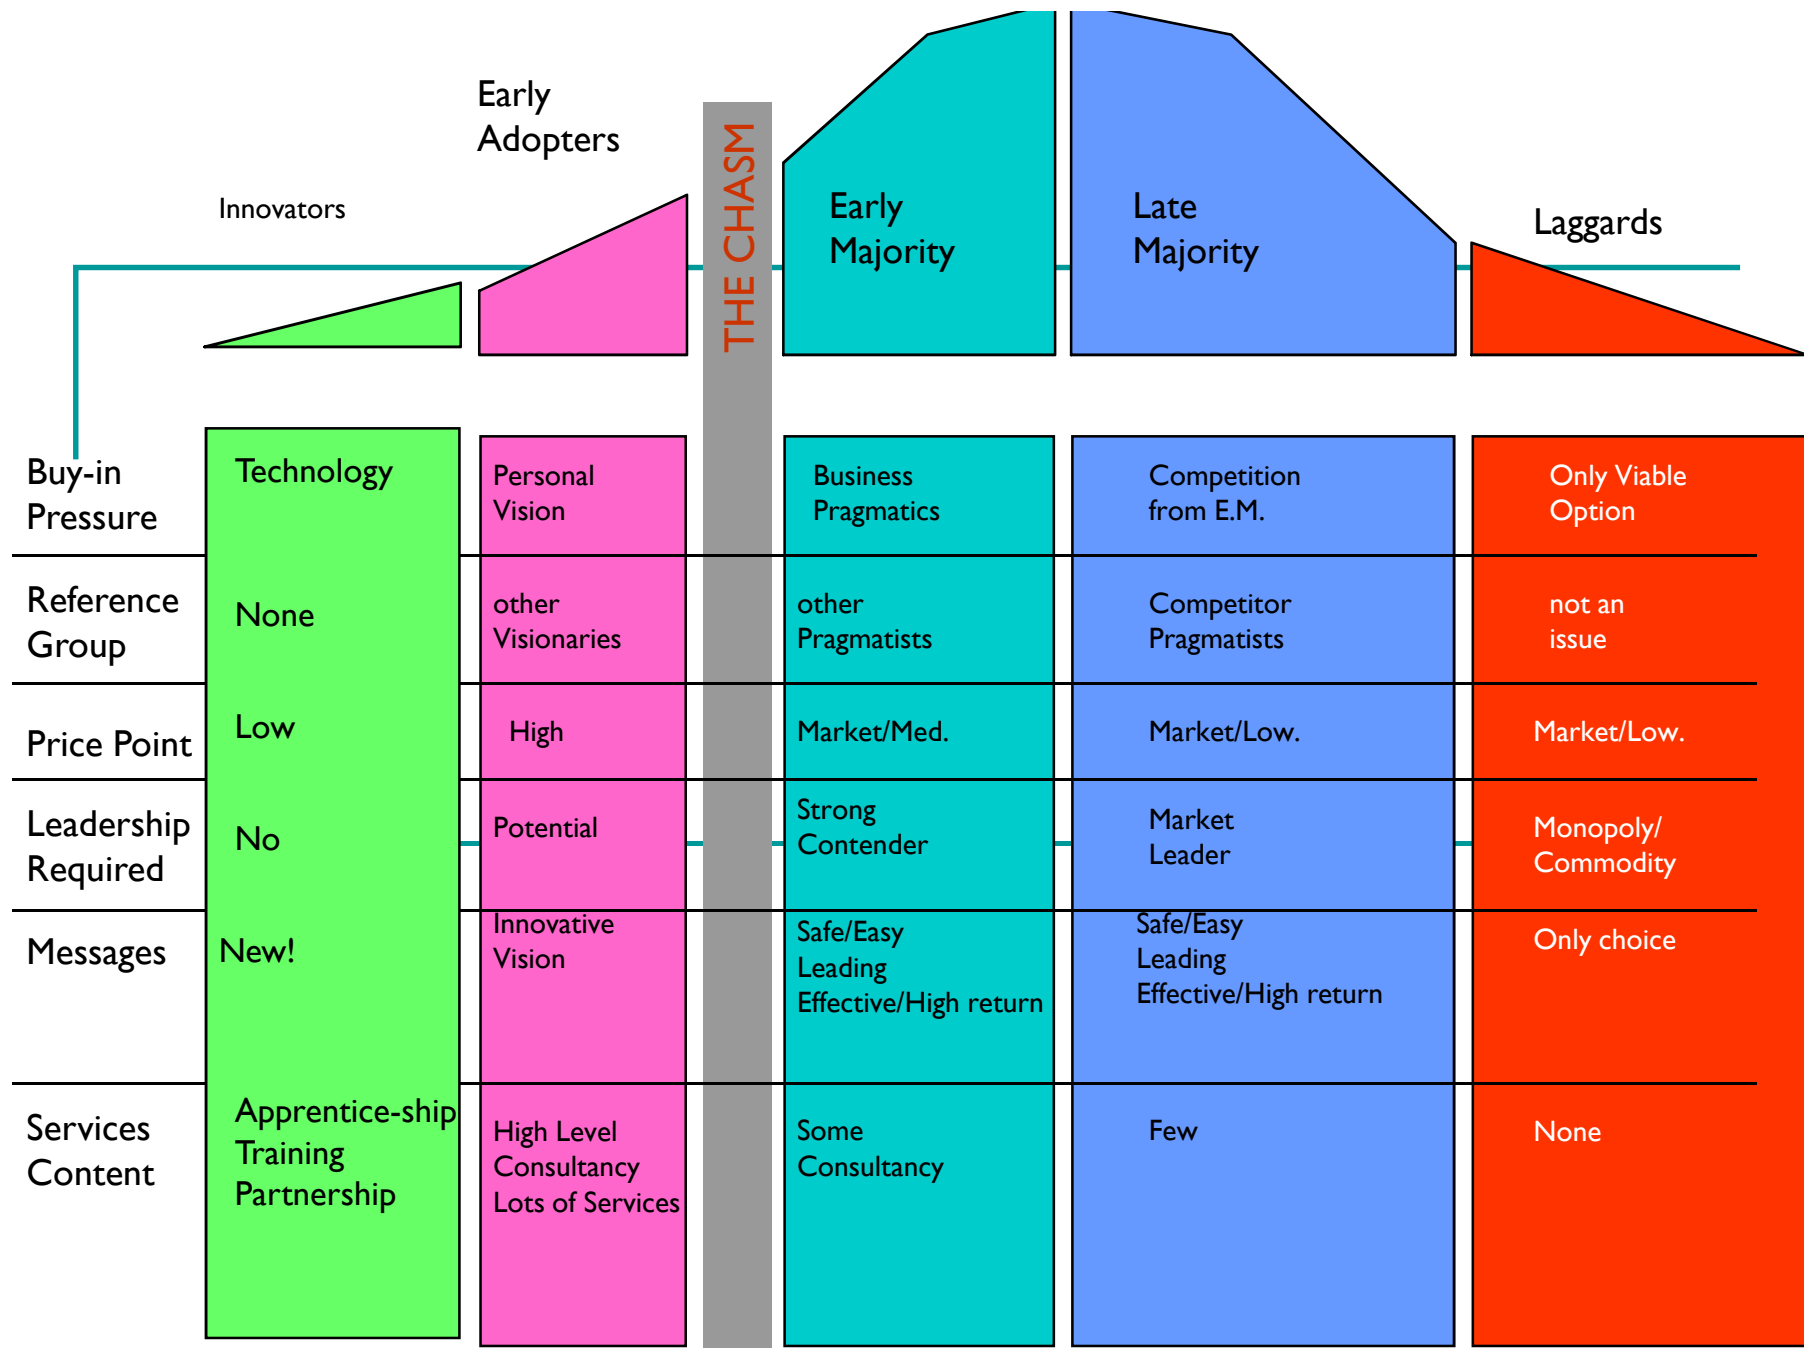 Early
Adopters
Innovators
THE CHASM
Early
Majority
Late
Majority
Laggards
Buy-in
Pressure
Technology
Personal
Vision
Business
Pragmatics
Competition
from E.M.
Only Viable
Option
Reference
Group
None
other
Visionaries
other
Pragmatists
Competitor
Pragmatists
not an
issue
Price Point
Low
High
Market/Med.
Market/Low.
Market/Low.
Leadership
Required
No
Potential
Strong
Contender
Market
Leader
Monopoly/
Commodity
Messages
New!
Innovative
Vision
Safe/Easy
Leading
Effective/High return
Safe/Easy
Leading
Effective/High return
Only choice
Services
Content
Apprentice-ship
Training
Partnership
High Level
Consultancy
Lots of Services
Some
Consultancy
Few
None